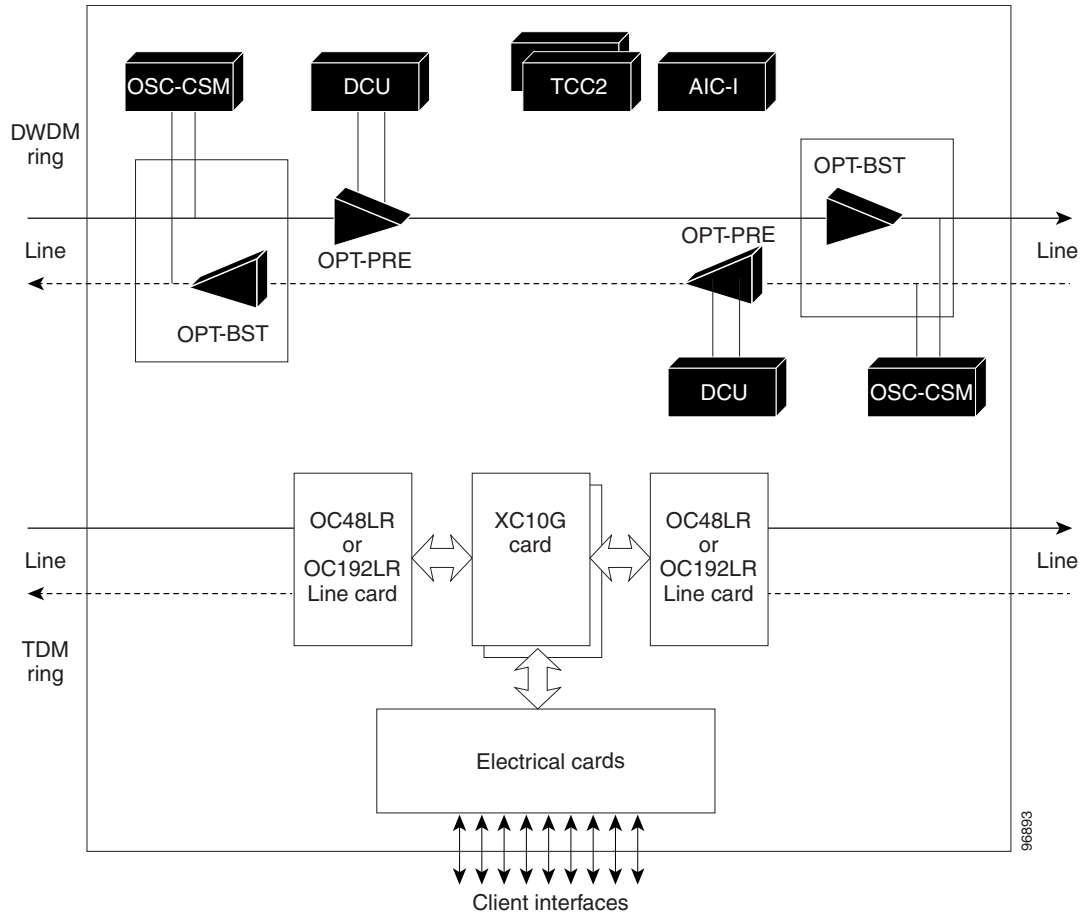 OSC-CSM
DCU
TCC2
AIC-I
DWDM
ring
OPT-BST
Line
OPT-PRE
OPT-PRE
Line
OPT-BST
DCU
OSC-CSM
OC48LR
or
OC192LR
Line card
XC10G
card
OC48LR
or
OC192LR
Line card
Line
Line
TDM
ring
Electrical cards
Client interfaces
96893